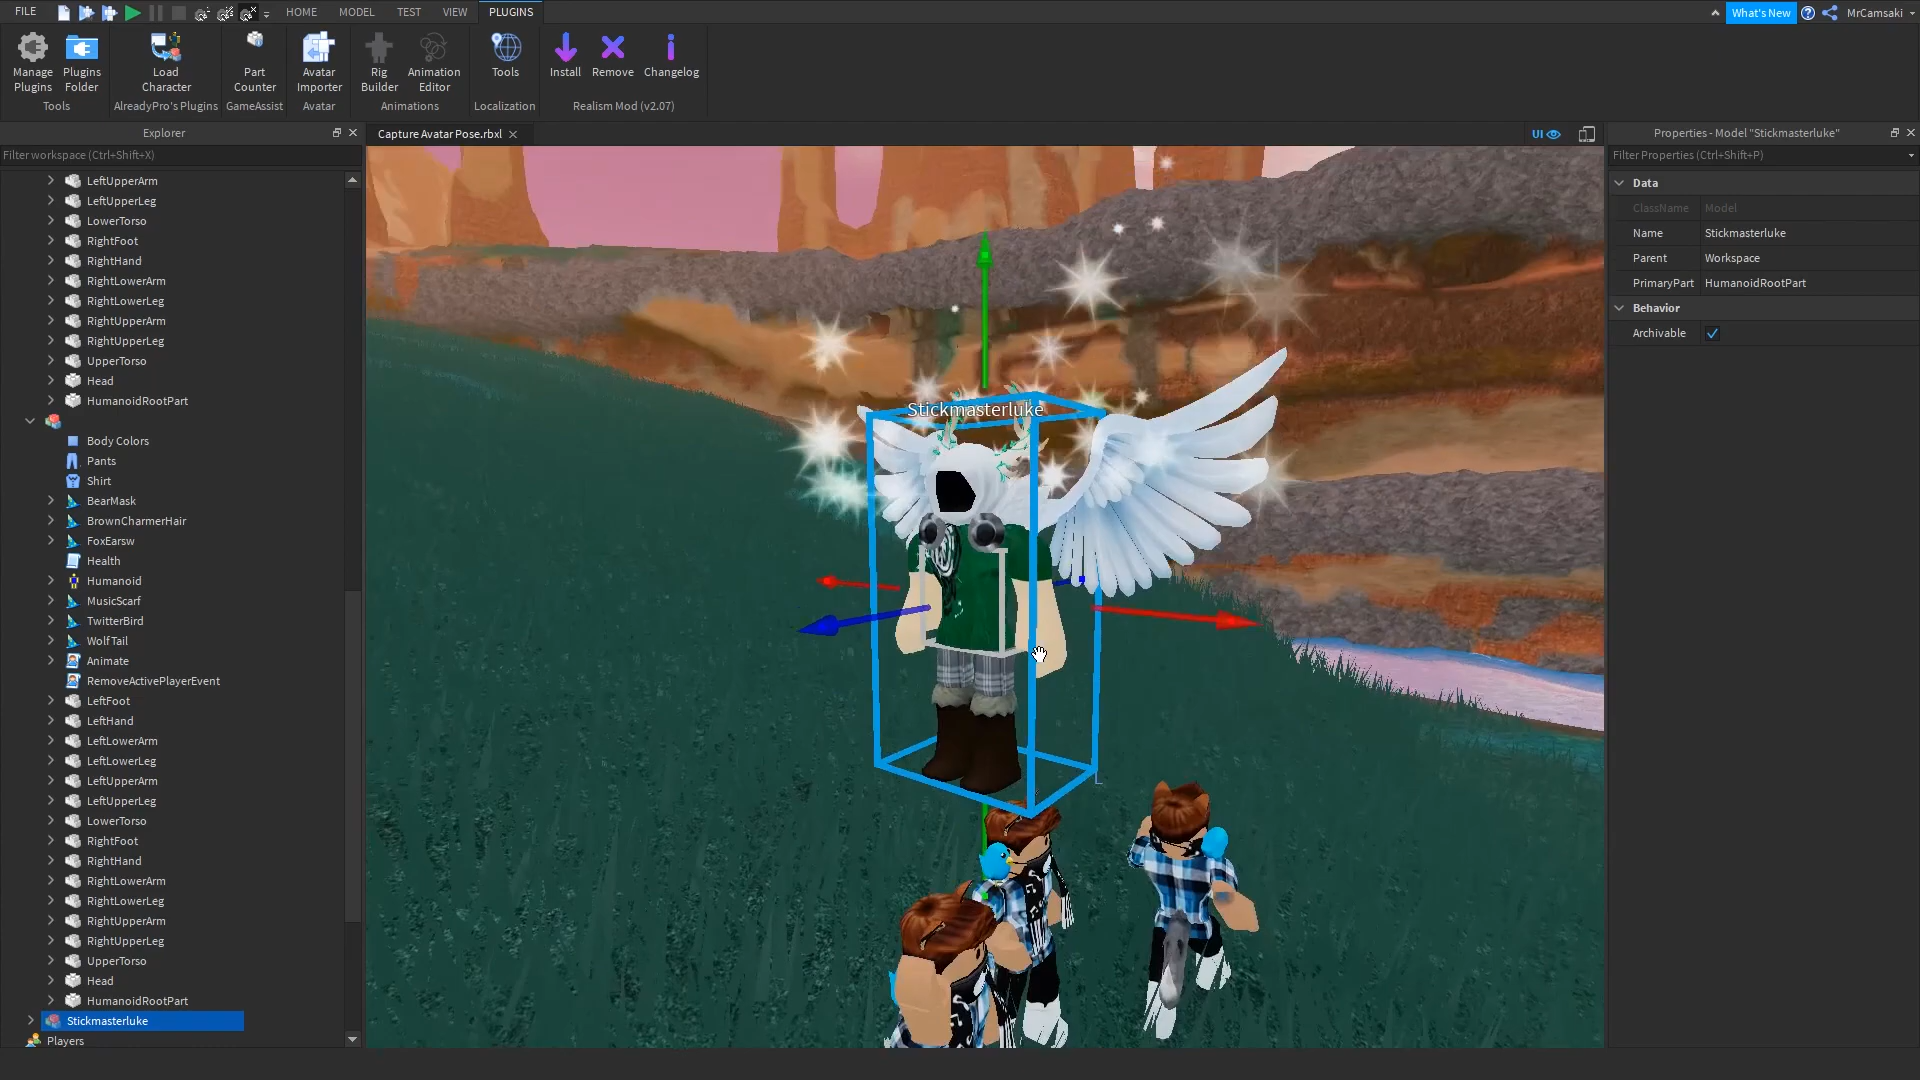 FILE
HOME
MODEL
TEST
VIEW
PLUGINS
What's New
MrCamsaki
Manage Plugins
Plugins Folder
Tools
Load Character
AlreadyPro's Plugins
Part Counter
GameAssist
Avatar Importer
Avatar
Rig Builder
Animation Editor
Animations
Tools
Localization
Install
Remove
Changelog
Realism Mod (v2.07)
Explorer
Filter workspace (Ctrl+Shift+X)
LeftUpperArm
LeftUpperLeg
LowerTorso
RightFoot
RightHand
RightLowerArm
RightLowerLeg
RightUpperArm
RightUpperLeg
UpperTorso
Head
HumanoidRootPart
Body Colors
Pants
Shirt
BearMask
BrownCharmerHair
FoxEarsw
Health
Humanoid
MusicScarf
TwitterBird
WolfTail
Animate
RemoveActivePlayerEvent
LeftFoot
LeftHand
LeftLowerArm
LeftLowerLeg
LeftUpperArm
LeftUpperLeg
LowerTorso
RightFoot
RightHand
RightLowerArm
RightLowerLeg
RightUpperArm
RightUpperLeg
UpperTorso
Head
HumanoidRootPart
Stickmasterluke
Players
Capture Avatar Pose.rbxl
UI
Stickmasterluke
L
Properties - Model "Stickmasterluke"
Filter Properties (Ctrl+Shift+P)
Data
ClassName Model
Name Stickmasterluke
Parent Workspace
PrimaryPart HumanoidRootPart
Behavior
Archivable